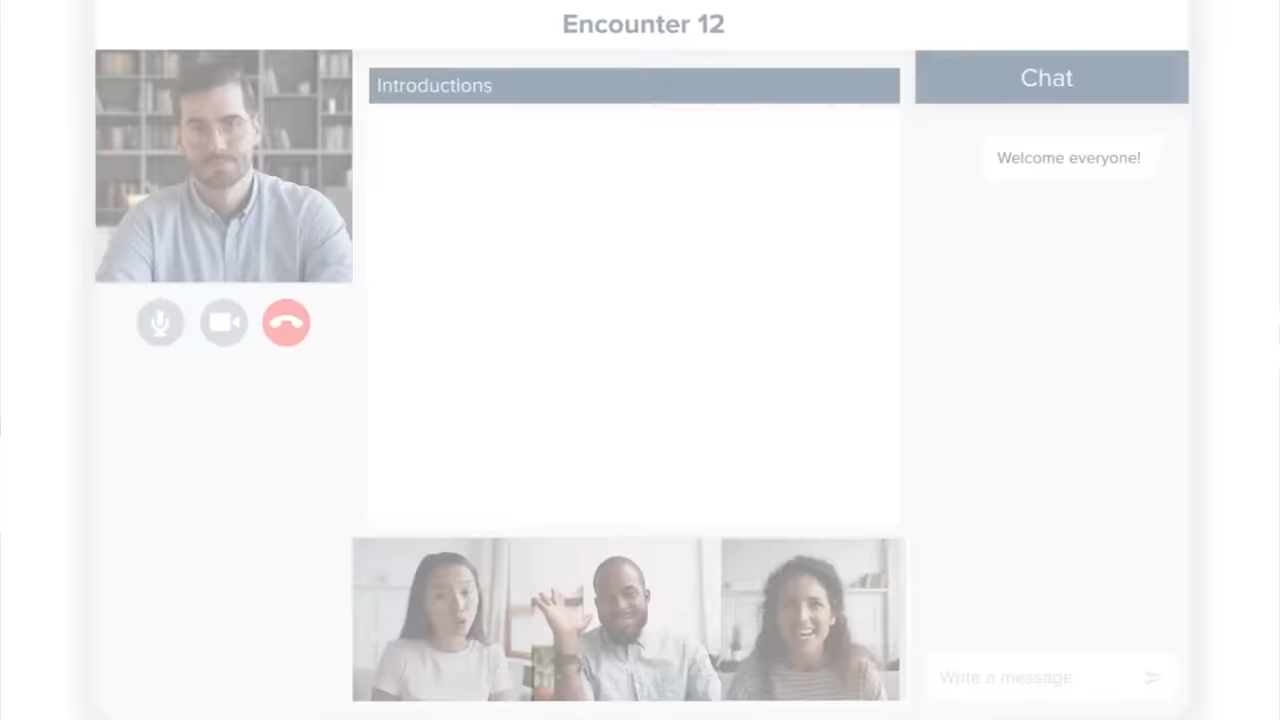 Encounter 12
Introductions
Chat
Welcome everyone!
Write a message